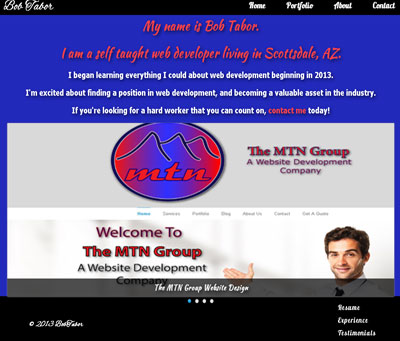 Bob Tabor
Home Portfolio About Contact
My name is Bob Tabor.
I am a self taught web developer living in Scottsdale, AZ.
I began learning everything I could about web development beginning in 2013.
I'm excited about finding a position in web development, and becoming a valuable asset in the industry.
If you're looking for a hard worker that you can count on, contact me today!
mtn
The MTN Group
A Website Development
Company
Home Services Portfolio Blog About Us Contact Get A Quote
Welcome To
The MTN Group
A Website Development
Company
The MTN Group Website Design
Resume
© 2013 BobTabor
Experience
Testimonials